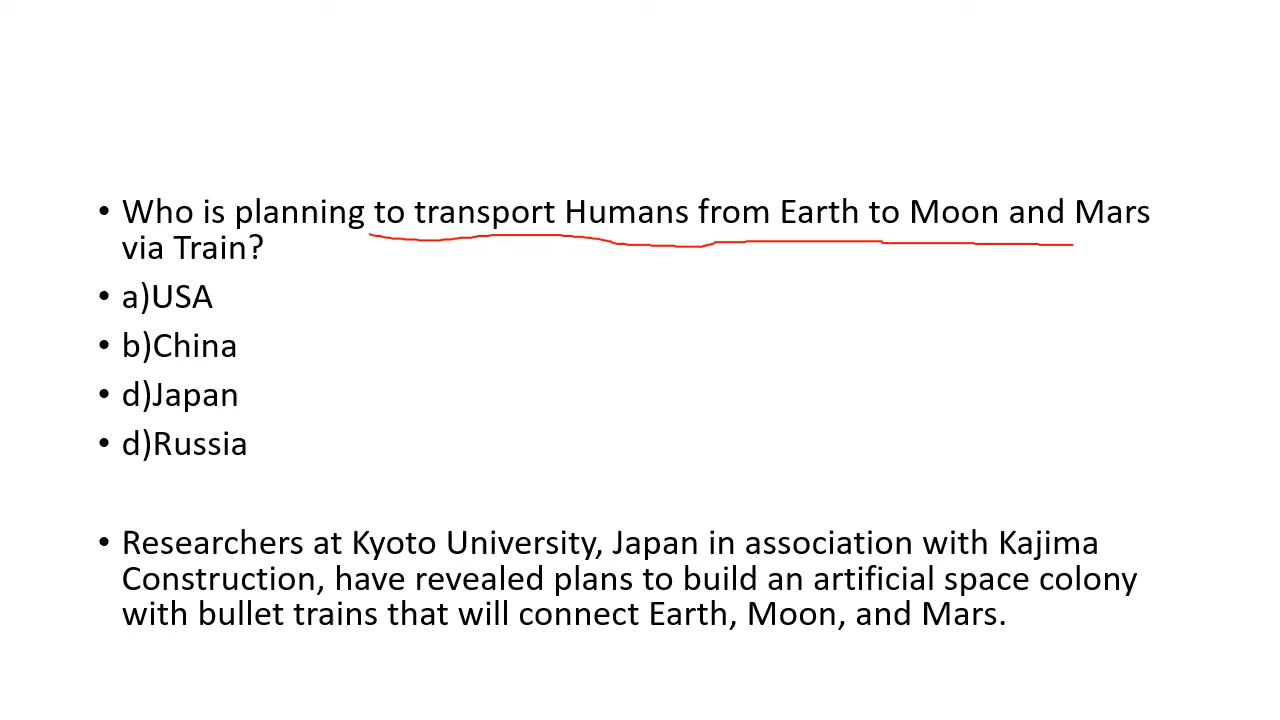 • Who is planning to transport Humans from Earth to Moon and Mars
via Train?
• a)USA
• b)China
• d)Japan
• d)Russia
• Researchers at Kyoto University, Japan in association with Kajima
Construction, have revealed plans to build an artificial space colony
with bullet trains that will connect Earth, Moon, and Mars.